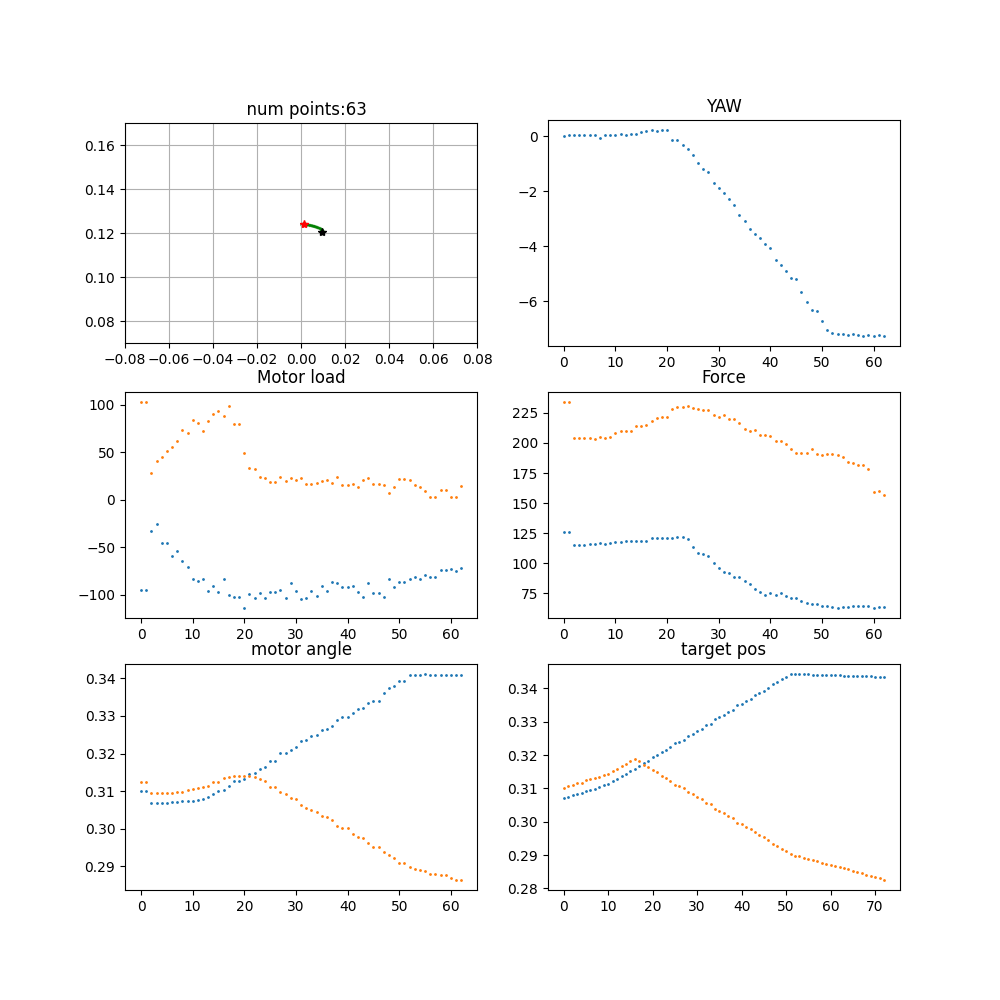 num points:63
0.16
0.14
0.12
0.10
0.08
−0.08 −0.06 −0.04 −0.02 0.00 0.02 0.04 0.06 0.08
YAW
0
−2
−4
−6
0 10 20 30 40 50 60
Motor load
100
50
0
−50
−100
0 10 20 30 40 50 60
Force
225
200
175
150
125
100
75
0 10 20 30 40 50 60
motor angle
0.34
0.33
0.32
0.31
0.30
0.29
0 10 20 30 40 50 60
target pos
0.34
0.33
0.32
0.31
0.30
0.29
0.28
0 10 20 30 40 50 60 70